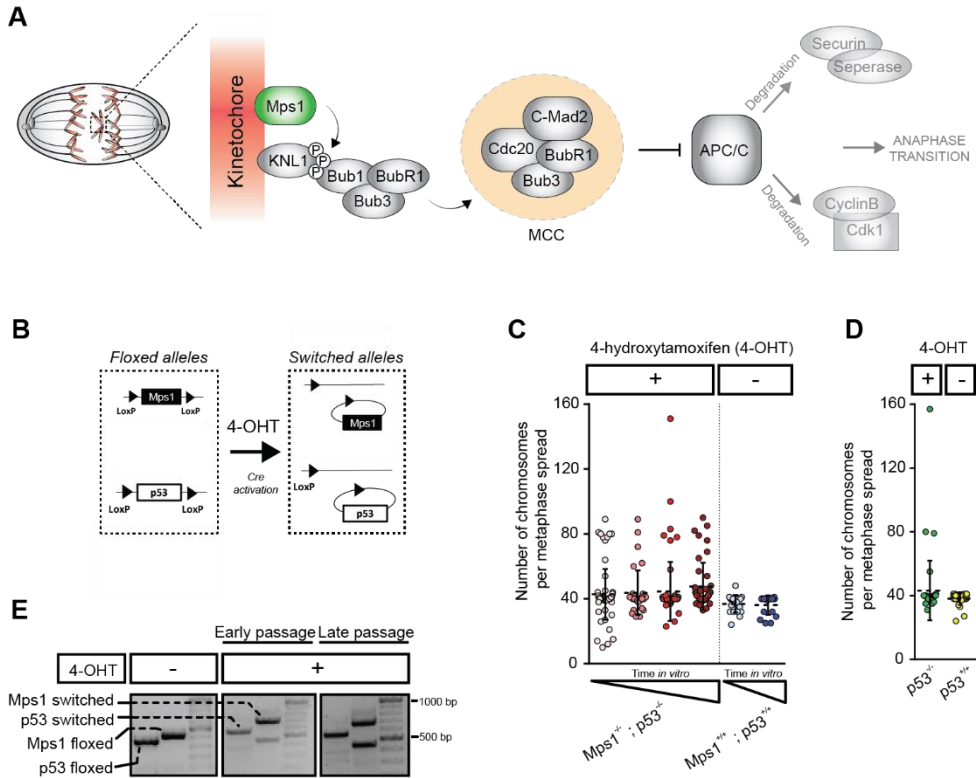 A
Kinetochore
Mps1
KNL1
P
P
P
Bub1
BubR1
Bub3
C-Mad2
Cdc20
BubR1
Bub3
MCC
APC/C
Degradation
Securin
Seperase
ANAPHASE
TRANSITION
Degradation
CyclinB
Cdk1
B
Floxed alleles
Switched alleles
Mps1
LoxP
LoxP
4-OHT
Cre
activation
Mps1
p53
LoxP
LoxP
LoxP
p53
C
4-hydroxytamoxifen (4-OHT)
+
-
Number of chromosomes
per metaphase spread
160
120
80
40
0
Time in vitro
Time in vitro
Mps1-/- ; p53-/-
Mps1+/+ ; p53+/+
D
4-OHT
+
-
Number of chromosomes
per metaphase spread
160
120
80
40
0
p53-/-
p53+/+
E
Early passage
Late passage
4-OHT
-
+
Mps1 switched
p53 switched
Mps1 floxed
p53 floxed
1000 bp
500 bp